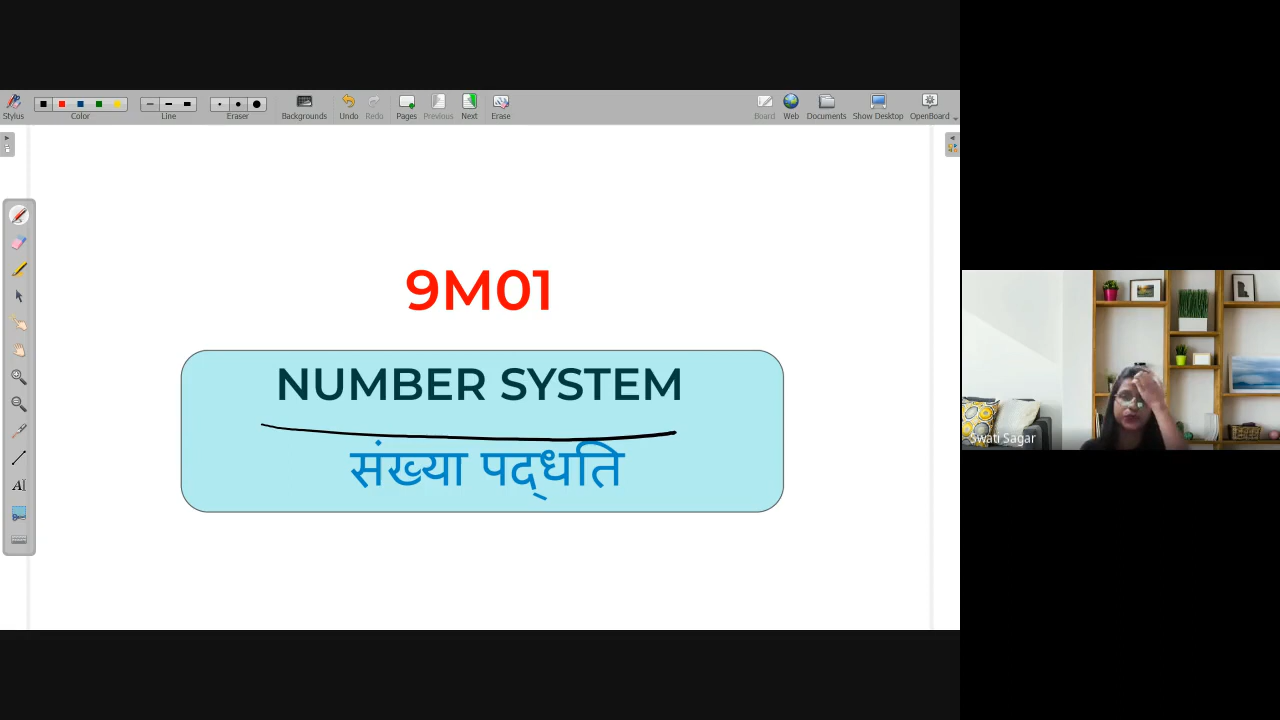 Stylus
Color
Line
Eraser
Backgrounds
Undo
Redo
Pages
Previous
Next
Erase
Board
Web
Documents
Show Desktop
OpenBoard
9M01
NUMBER SYSTEM
संख्या पद्धति
Swati Sagar